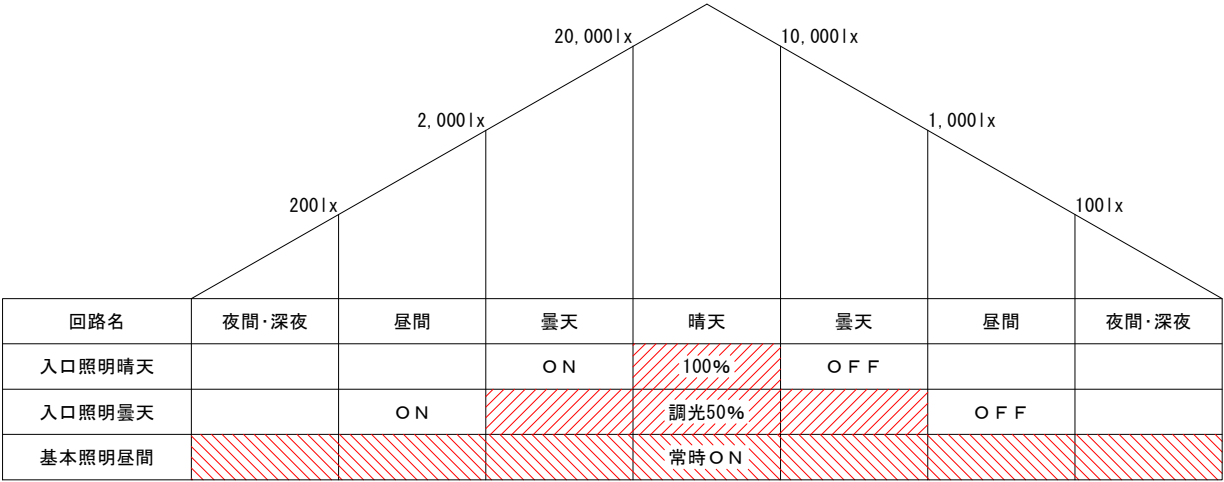 20,000lx 10,000lx
2,000lx 1,000lx
200lx 100lx
回路名 夜間・深夜 昼間 曇天 晴天 曇天 昼間 夜間・深夜
入口照明晴天 ON 100% OFF
入口照明曇天 ON 調光50% OFF
基本照明昼間 常時ON